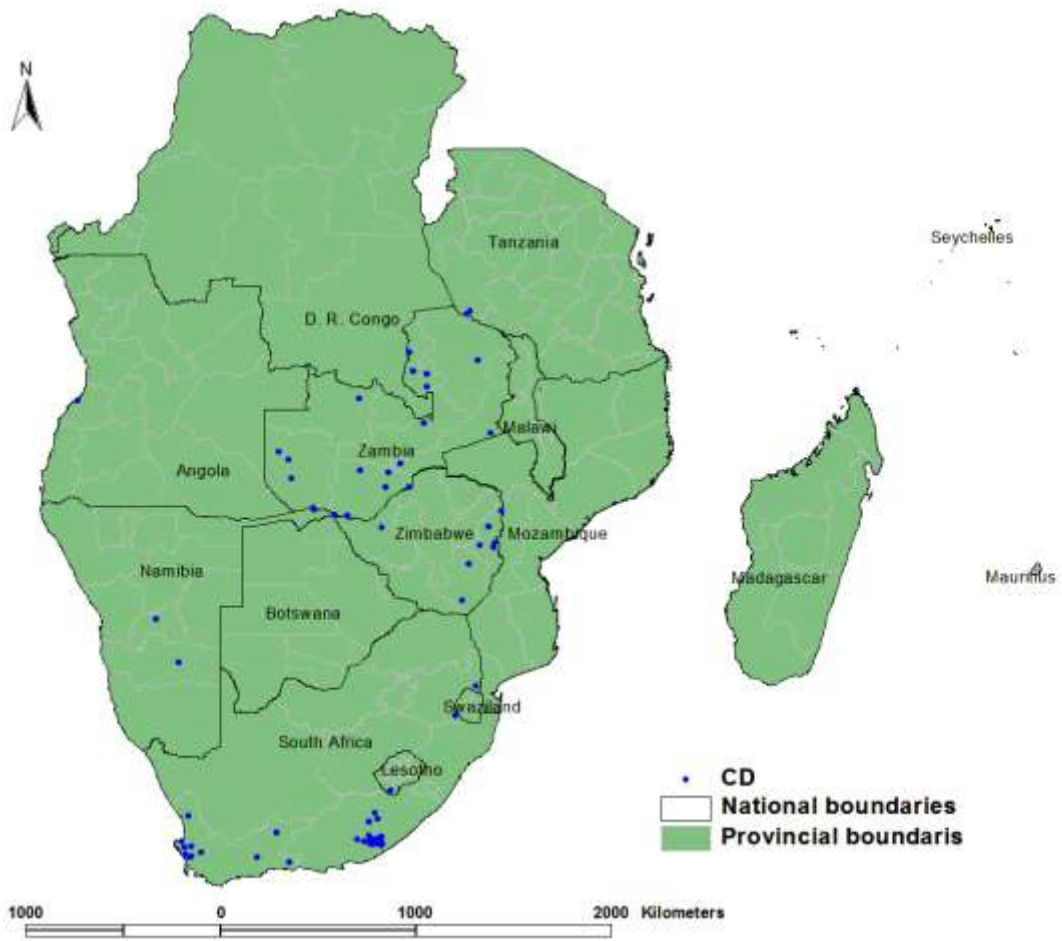 N
Seychelles
Tanzania
D. R. Congo
Malawi
Zambia
Angola
Zimbabwe
Mozambique
Namibia
Madagascar
Mauritius
Botswana
Swaziland
South Africa
Lesotho
CD
National boundaries
Provincial boundaris
1000 0 1000 2000 Kilometers